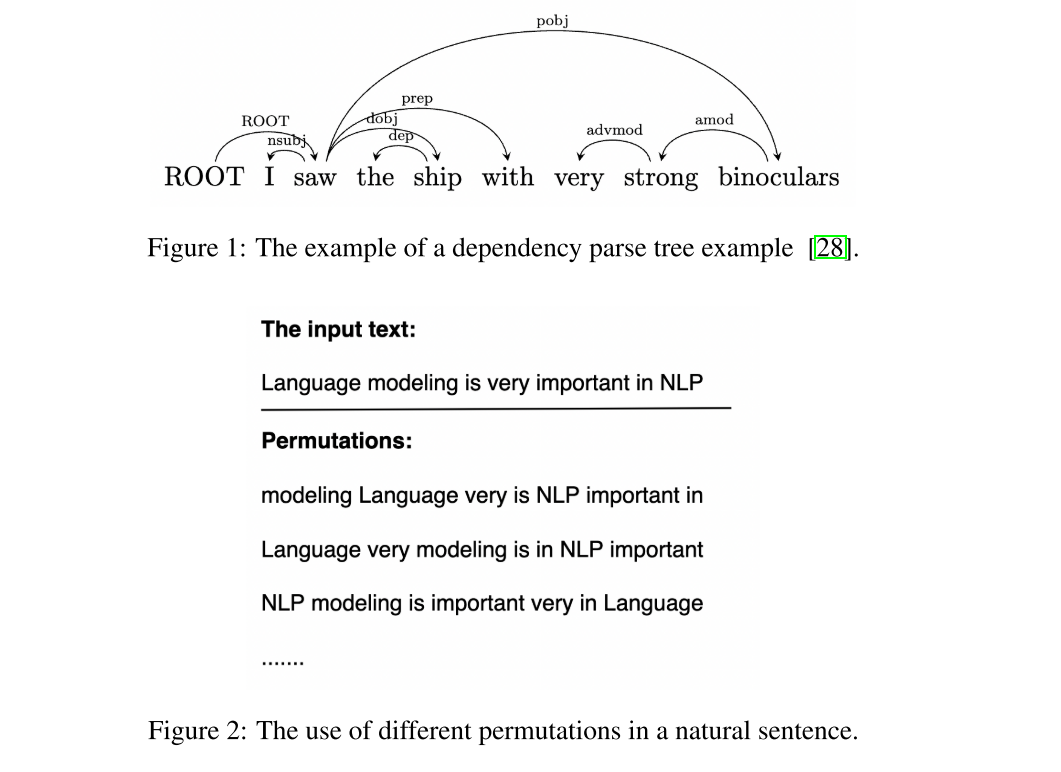 pobj
prep
ROOT dobj advmod amod
nsubj dep
ROOT I saw the ship with very strong binoculars
Figure 1: The example of a dependency parse tree example [28].
The input text:
Language modeling is very important in NLP
Permutations:
modeling Language very is NLP important in
Language very modeling is in NLP important
NLP modeling is important very in Language
.......
Figure 2: The use of different permutations in a natural sentence.